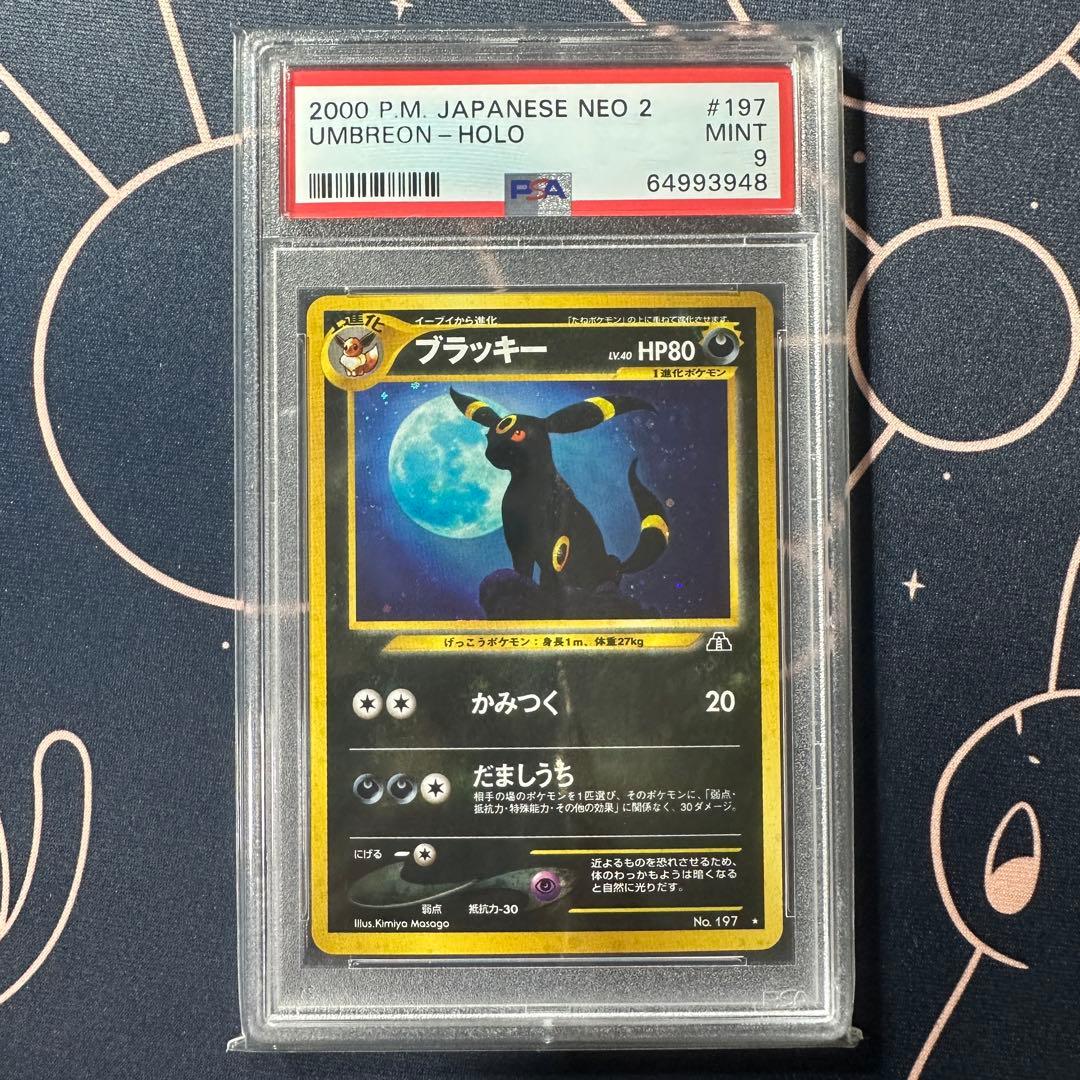 2000 P.M. JAPANESE NEO 2 #197
UMBREON-HOLO MINT
9
PSA 64993948
1進化
イーブイから進化 「たねポケモン」の上に重ねて進化させます
ブラッキー LV.40 HP80
1進化ポケモン
げっこうポケモン：身長1m、体重27kg
かみつく 20
だましうち
相手の場のポケモンを1匹選び、そのポケモンに、「弱点・
抵抗力・特殊能力・その他の効果」に関係なく、30ダメージ。
にげる
近よるものを恐れさせるため、
体のわっかもようは暗くなる
と自然に光りだす。
弱点 抵抗力-30
Illus.Kimiya Masago No. 197 ★
PSA